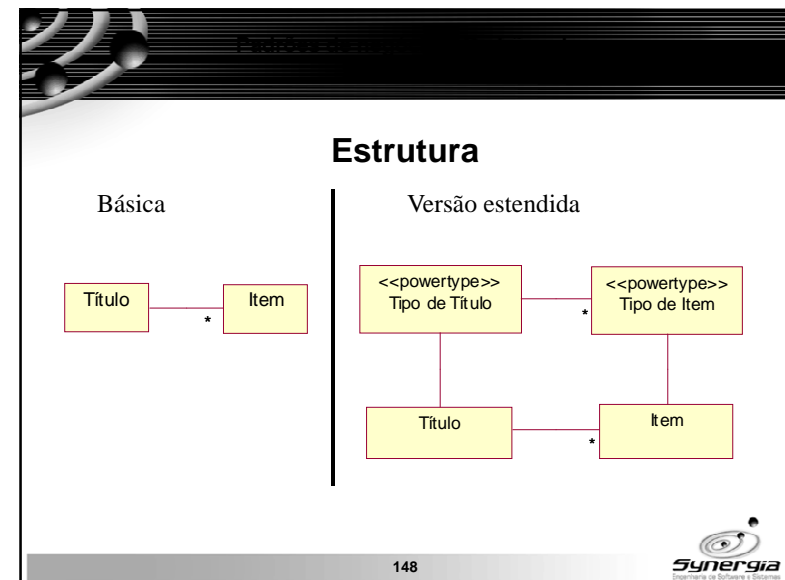 Estrutura
Básica
Versão estendida
Título
Item
*
<<powertype>>
Tipo de Título
<<powertype>>
Tipo de Item
*
Título
Item
*
148
Synergia
Engenharia de Software e Sistemas